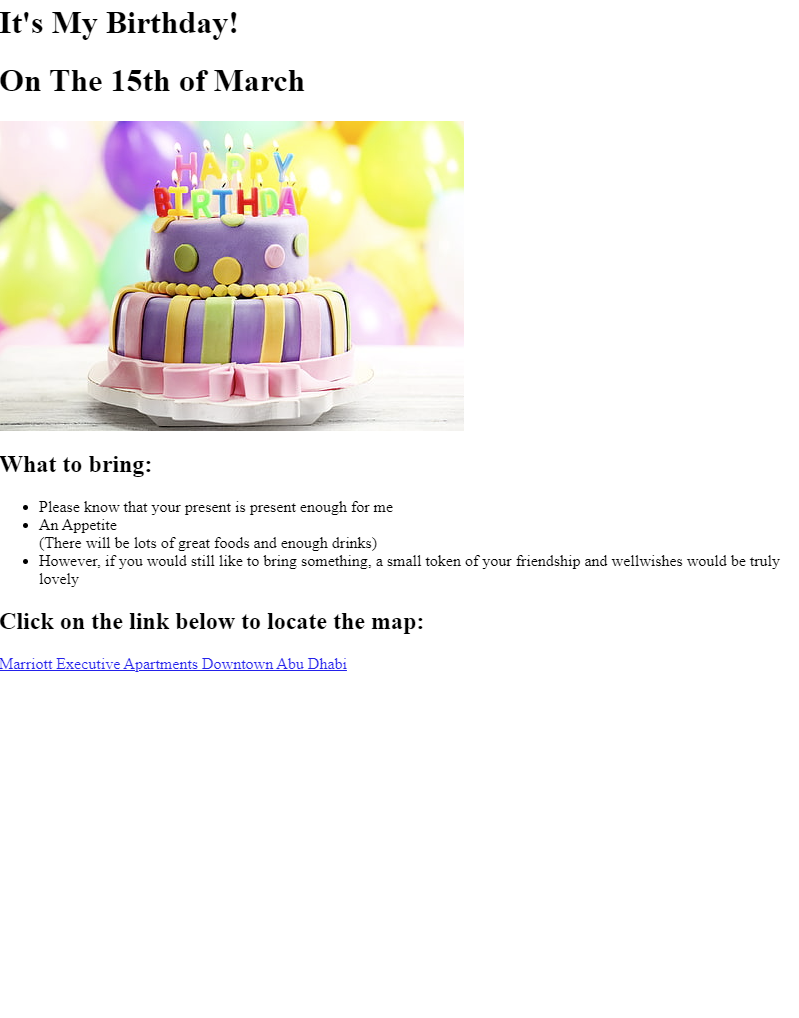 It's My Birthday!
On The 15th of March
HAPPY
BIRTHDAY
What to bring:
Please know that your present is present enough for me
An Appetite
(There will be lots of great foods and enough drinks)
However, if you would still like to bring something, a small token of your friendship and wellwishes would be truly
lovely
Click on the link below to locate the map:
Marriott Executive Apartments Downtown Abu Dhabi